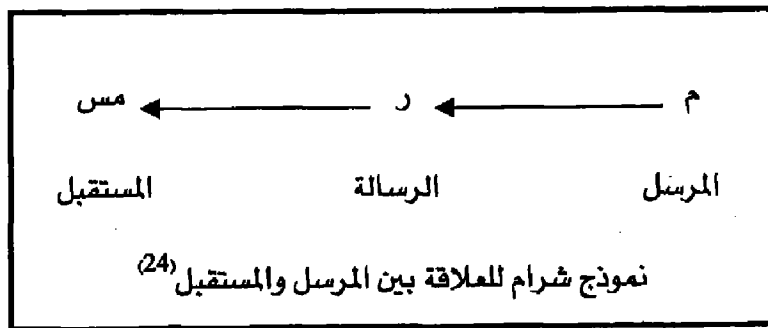 م ر مس
المرسل الرسالة المستقبل
نموذج شرام للعلاقة بين المرسل والمستقبل(24)